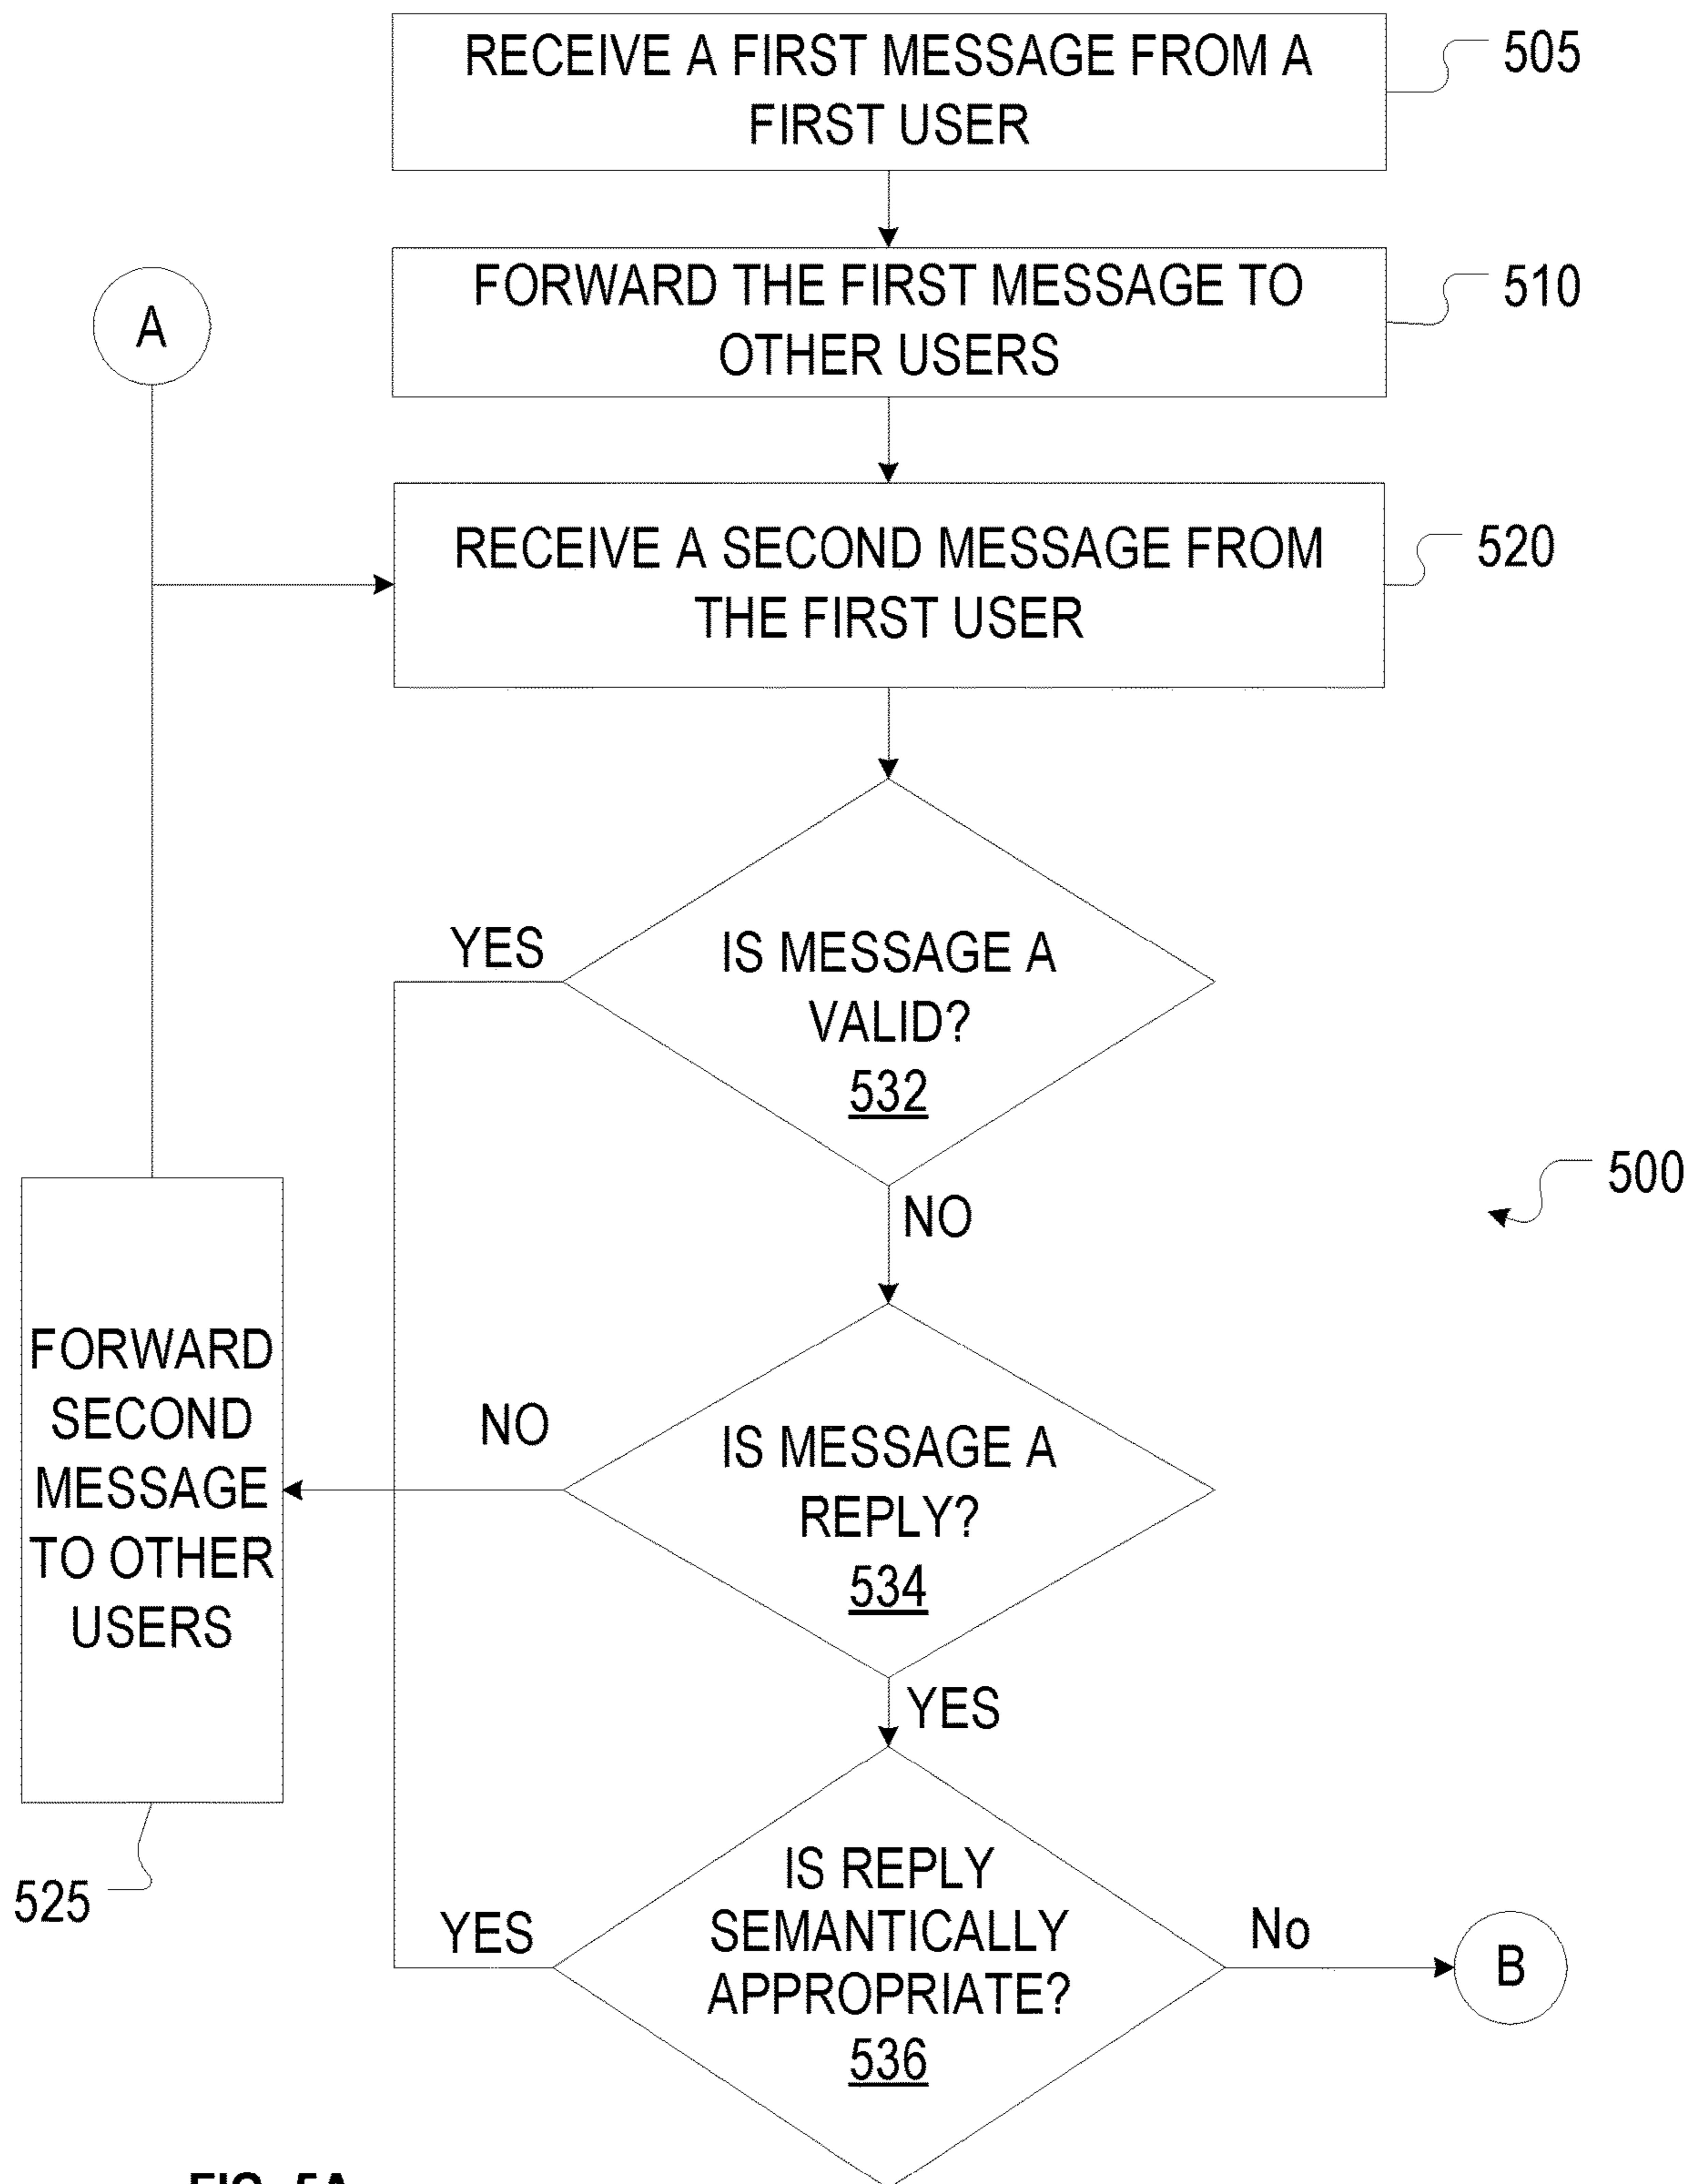 RECEIVE A FIRST MESSAGE FROM A
FIRST USER
505
FORWARD THE FIRST MESSAGE TO
OTHER USERS
510
A
RECEIVE A SECOND MESSAGE FROM
THE FIRST USER
520
YES
IS MESSAGE A
VALID?
532
NO
500
FORWARD
SECOND
MESSAGE
TO OTHER
USERS
525
NO
IS MESSAGE A
REPLY?
534
YES
YES
IS REPLY
SEMANTICALLY
APPROPRIATE?
536
No
B
FIG. 5A